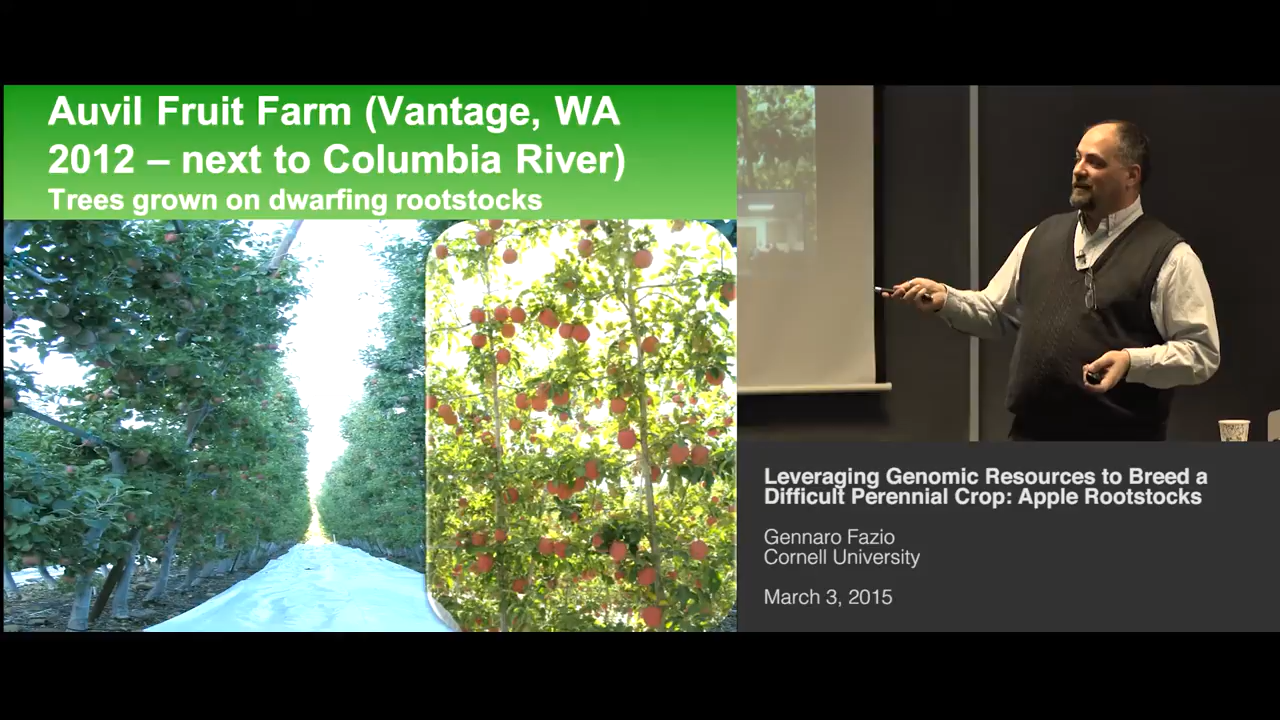 Auvil Fruit Farm (Vantage, WA
2012 – next to Columbia River)
Trees grown on dwarfing rootstocks
Leveraging Genomic Resources to Breed a
Difficult Perennial Crop: Apple Rootstocks
Gennaro Fazio
Cornell University
March 3, 2015